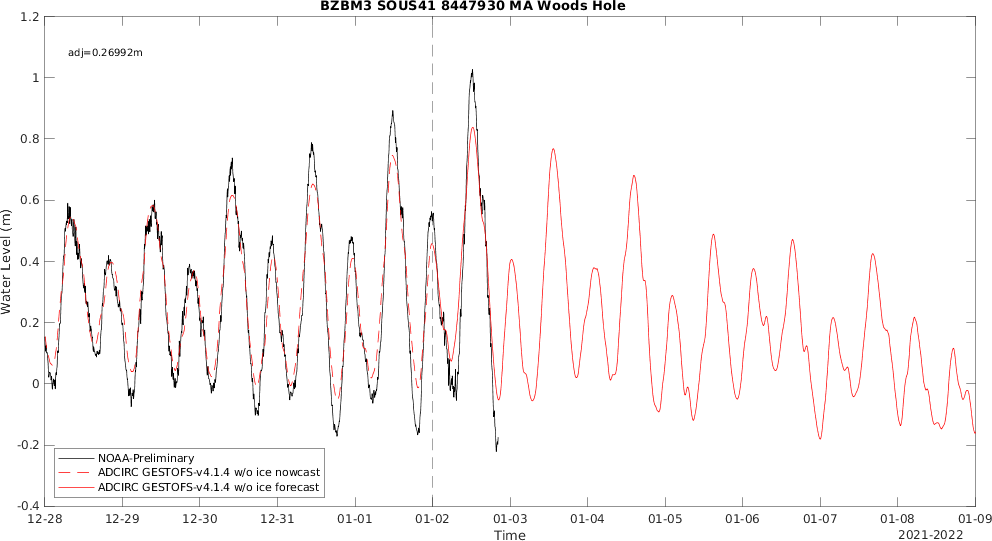 BZBM3 SOUS41 8447930 MA Woods Hole
adj=0.26992m
Water Level (m)
1.2
1
0.8
0.6
0.4
0.2
0
-0.2
-0.4
NOAA-Preliminary
ADCIRC GESTOFS-v4.1.4 w/o ice nowcast
ADCIRC GESTOFS-v4.1.4 w/o ice forecast
12-28 12-29 12-30 12-31 01-01 01-02 01-03 01-04 01-05 01-06 01-07 01-08 01-09
Time
2021-2022